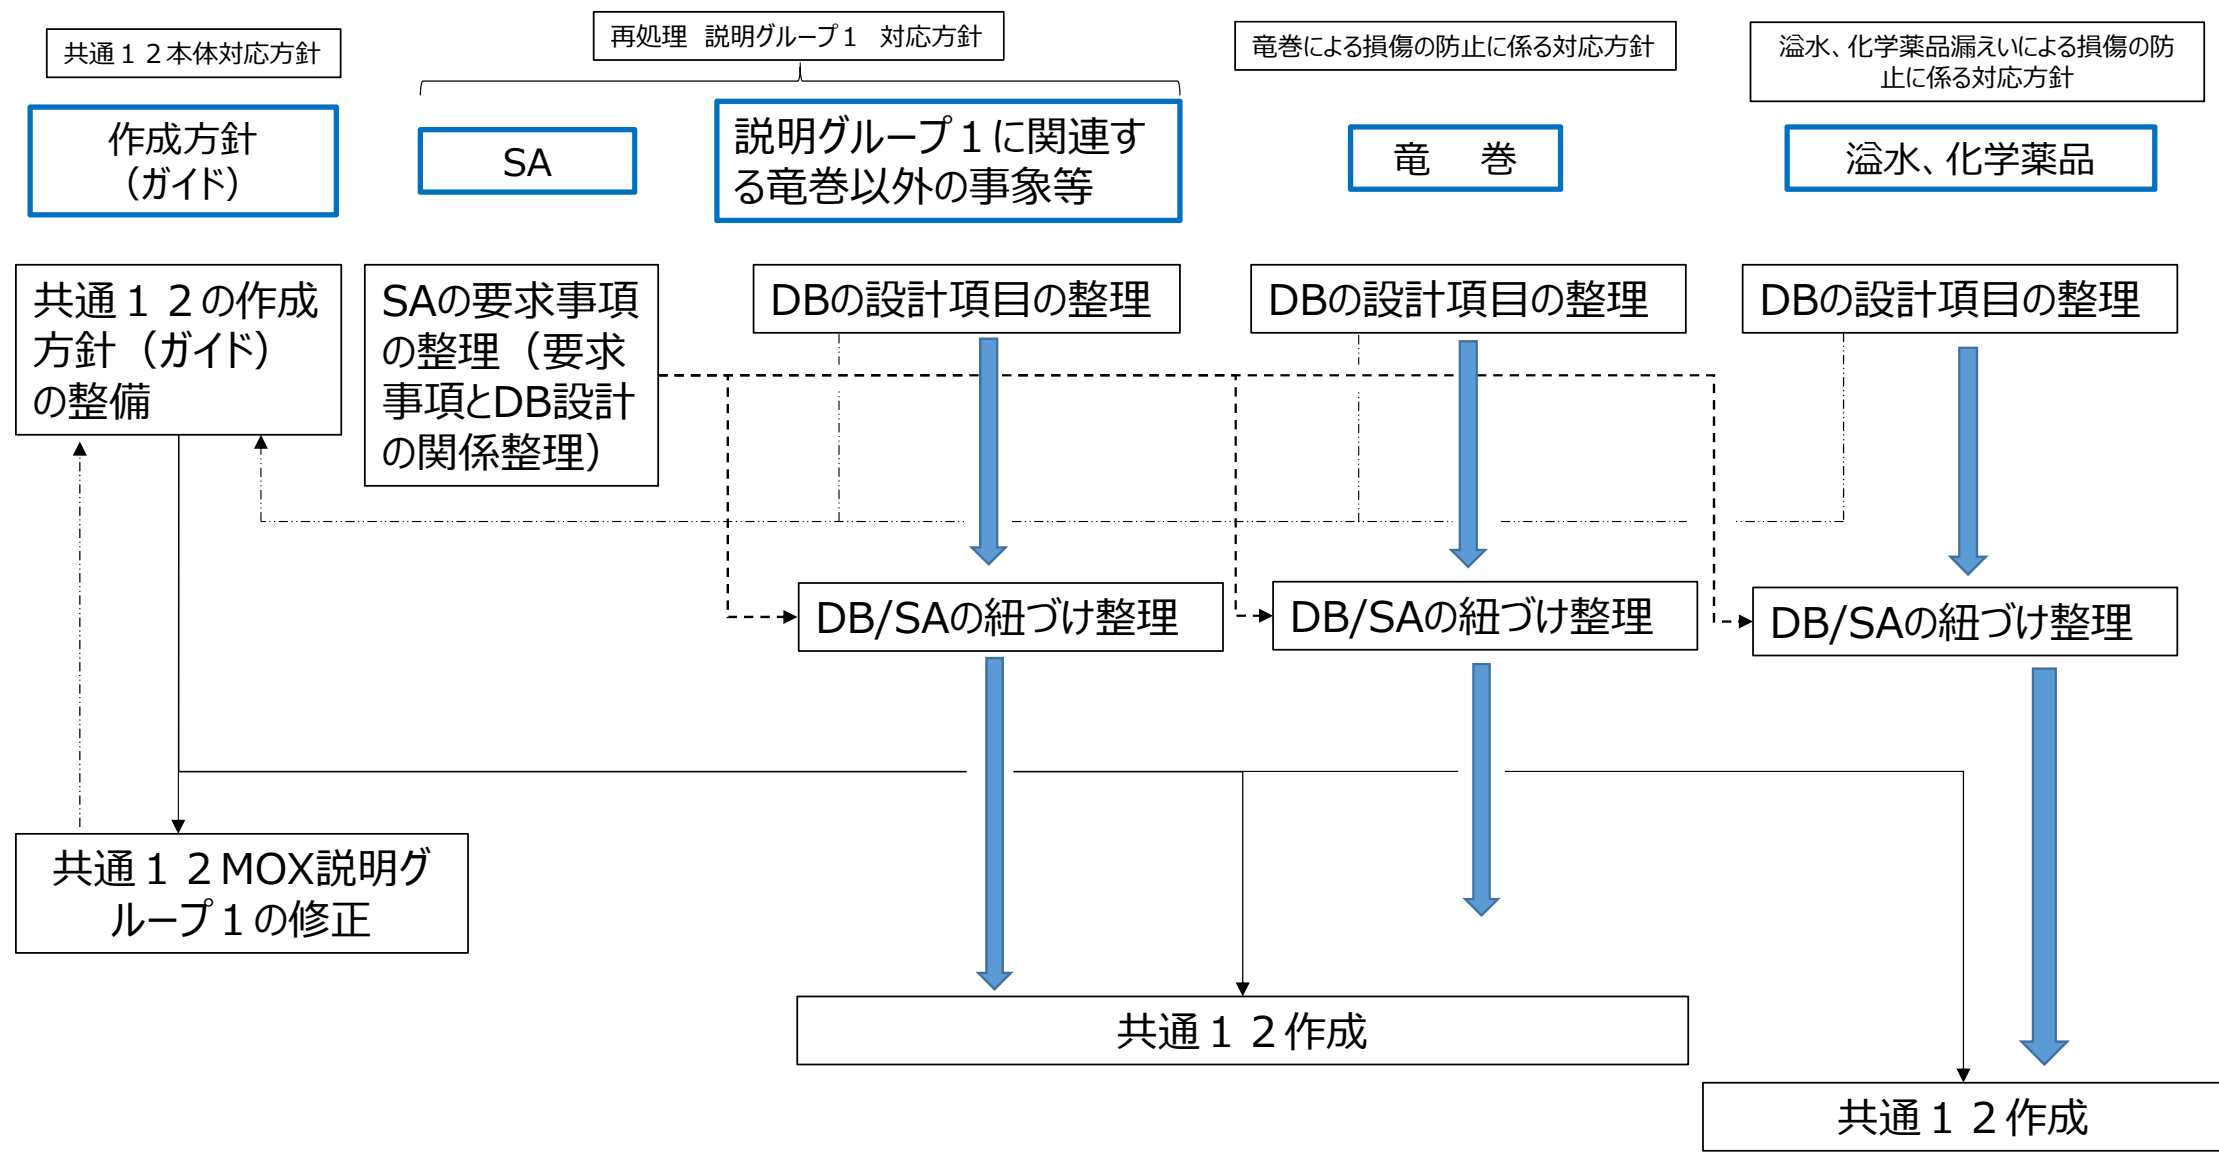 共通１２本体対応方針
再処理　説明グループ１　対応方針
竜巻による損傷の防止に係る対応方針
溢水、化学薬品漏えいによる損傷の防
止に係る対応方針
作成方針
（ガイド）
SA
説明グループ１に関連す
る竜巻以外の事象等
竜　巻
溢水、化学薬品
共通１２の作成
方針（ガイド）
の整備
SAの要求事項
の整理（要求
事項とDB設計
の関係整理）
DBの設計項目の整理
DBの設計項目の整理
DBの設計項目の整理
DB/SAの紐づけ整理
DB/SAの紐づけ整理
DB/SAの紐づけ整理
共通１２MOX説明グ
ループ１の修正
共通１２作成
共通１２作成